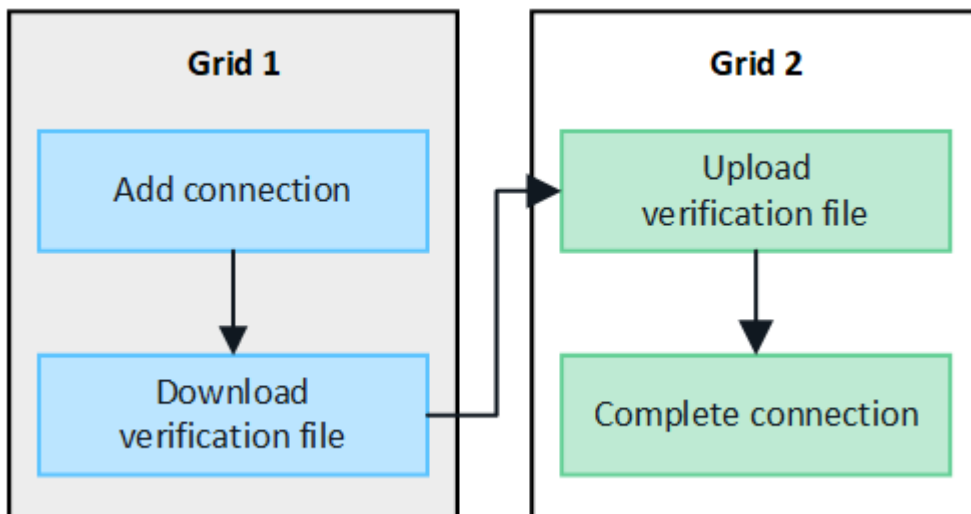 Grid 1
Add connection
Download
verification file
Grid 2
Upload
verification file
Complete connection